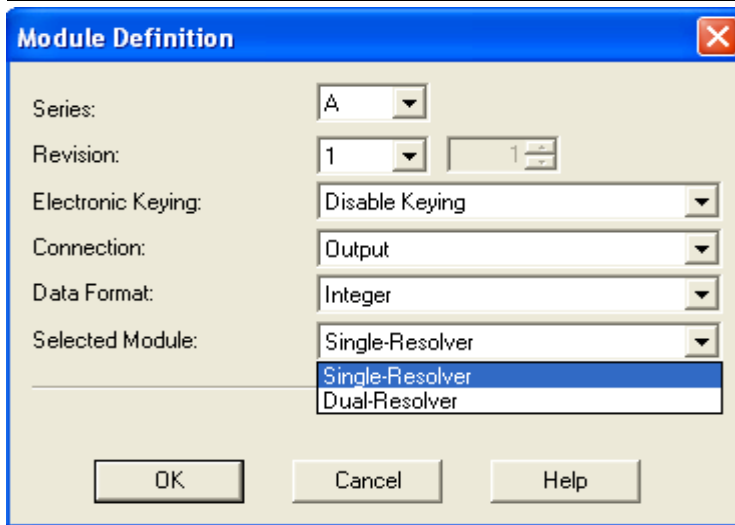 Module Definition
Series: A
Revision: 1 1
Electronic Keying: Disable Keying
Connection: Output
Data Format: Integer
Selected Module: Single-Resolver
Single-Resolver
Dual-Resolver
OK Cancel Help